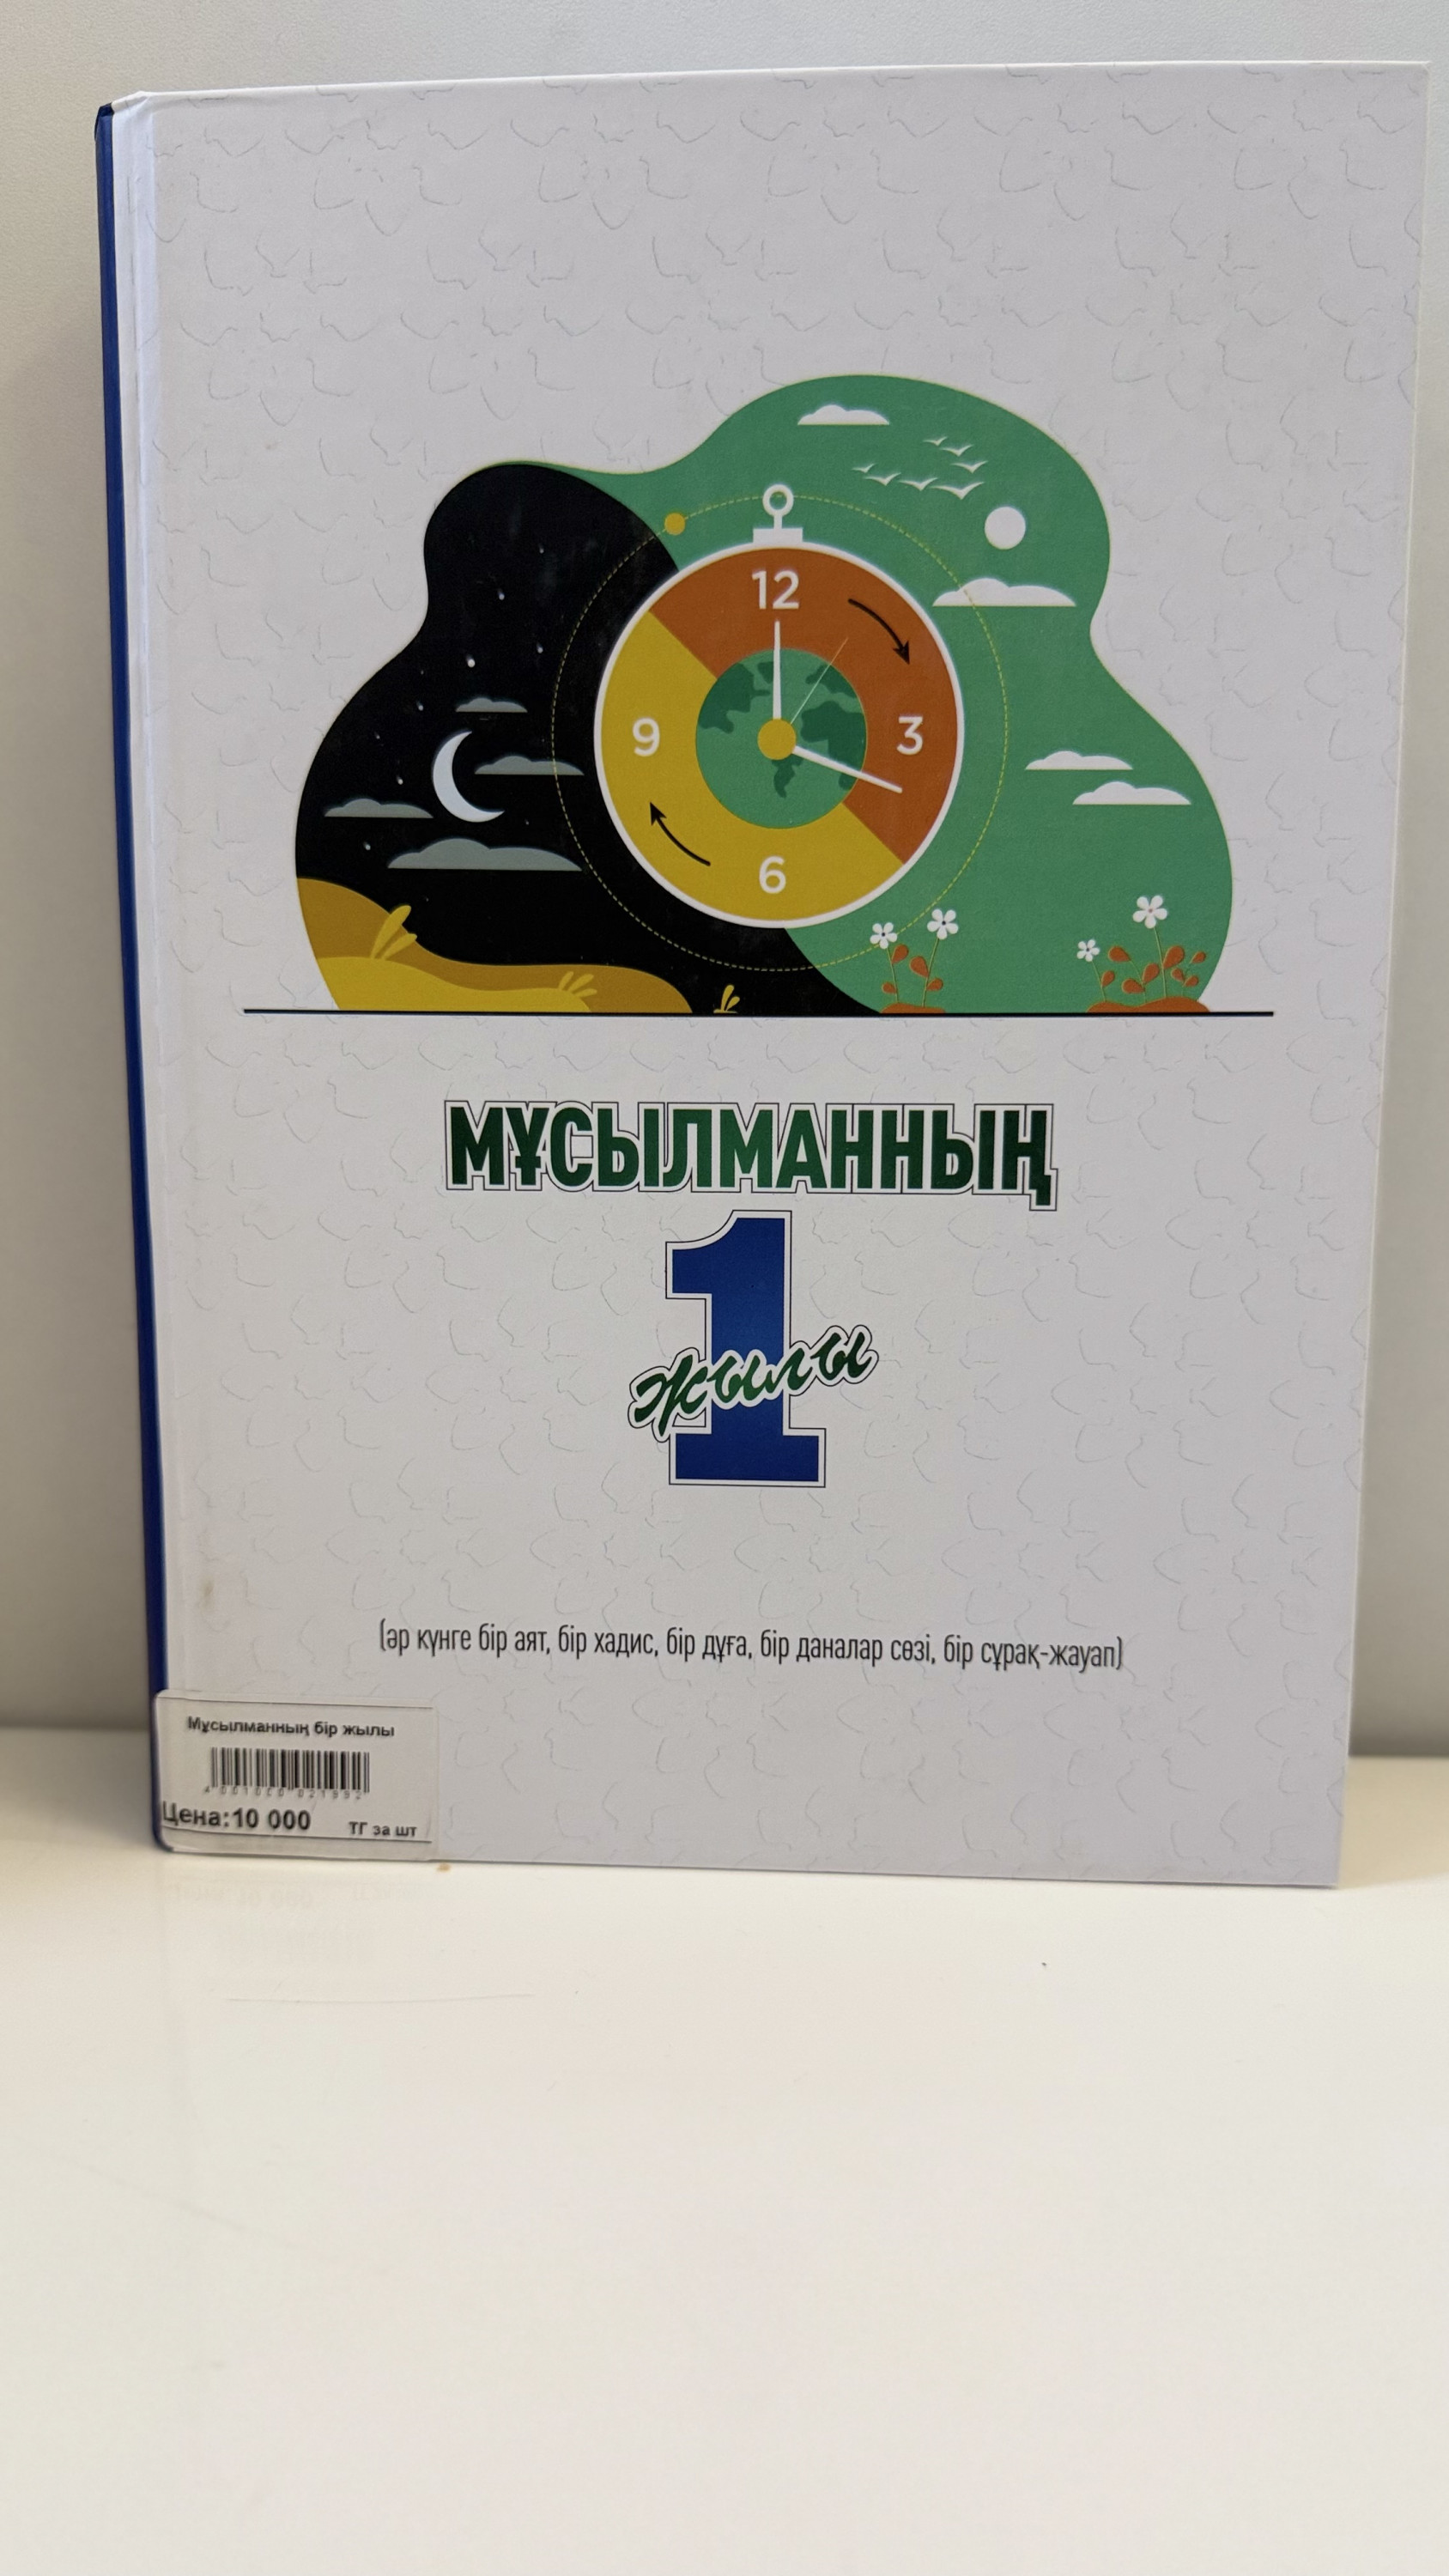 12
9
3
6
МҰСЫЛМАННЫҢ
1
жылы
(әр күнге бір аят, бір хадис, бір дұға, бір даналар сөзі, бір сұрақ-жауап)
Мұсылманның бір жылы
Цена:10 000 ТГ за шт